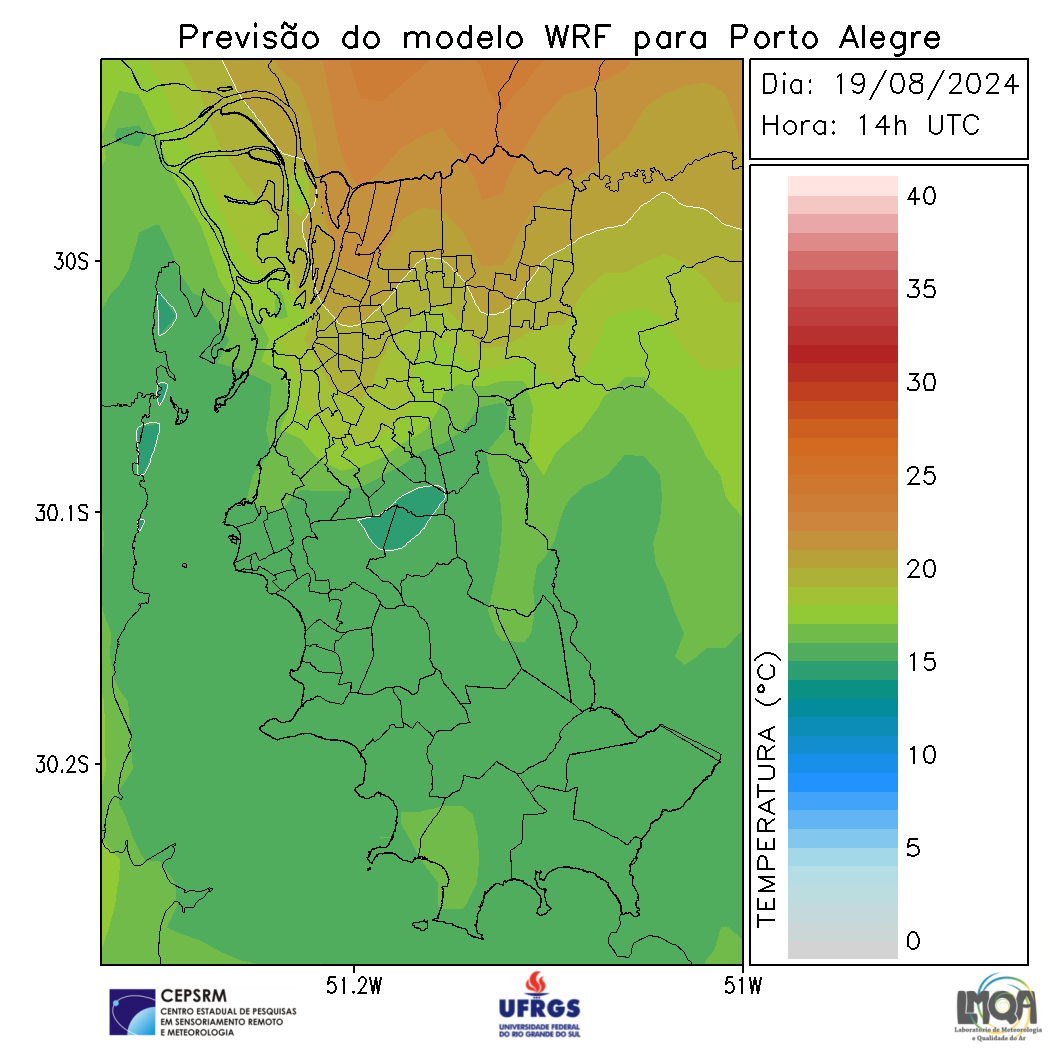 Previsão do modelo WRF para Porto Alegre
Dia: 19/08/2024
Hora: 14h UTC
40
35
30
25
20
15
10
5
0
TEMPERATURA (°C)
30S
30.1S
30.2S
51.2W
51W
CEPSRM
CENTRO ESTADUAL DE PESQUISAS
EM SENSORIAMENTO REMOTO
E METEOROLOGIA
UFRGS
UNIVERSIDADE FEDERAL
DO RIO GRANDE DO SUL
LMQA
Laboratório de Meteorologia
e Qualidade do Ar